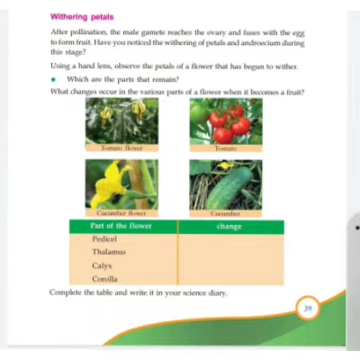 Withering petals
After pollination, the male gamete reaches the ovary and fuses with the egg
to form fruit. Have you noticed the withering of petals and androecium during
this stage?
Using a hand lens, observe the petals of a flower that has begun to wither.
Which are the parts that remain?
What changes occur in the various parts of a flower when it becomes a fruit?
Tomato flower
Tomato
Cucumber flower
Cucumber
Part of the flower change
Pedicel
Thalamus
Calyx
Corolla
Complete the table and write it in your science diary.
39